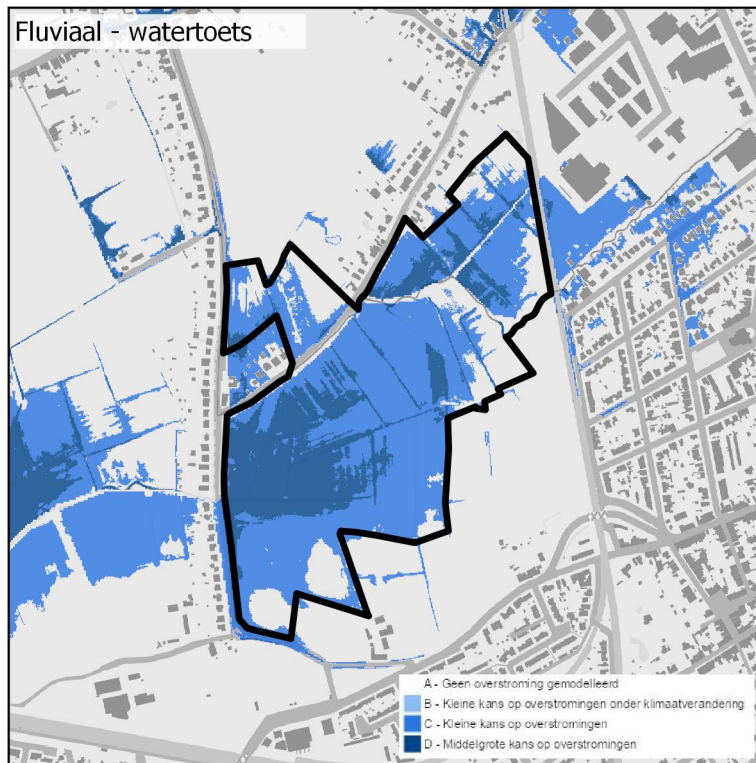 Fluviaal - watertoets
A - Geen overstroming gemodelleerd
B - Kleine kans op overstromingen onder klimaatverandering
C - Kleine kans op overstromingen
D - Middelgrote kans op overstromingen